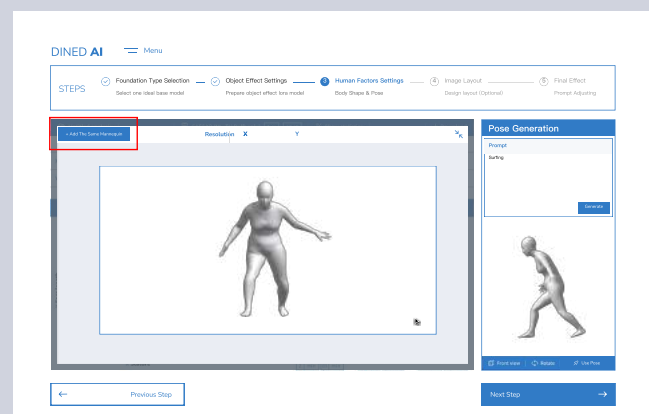 DINED AI
Menu
STEPS
Foundation Type Selection
Select one ideal base model
Object Effect Settings
Prepare object effect lora model
3
Human Factors Settings
Body Shape & Pose
4
Image Layout
Design layout (Optional)
5
Final Effect
Prompt Adjusting
+ Add The Same Mannequin
Resolution X Y
Pose Generation
Prompt
Surfing
Generate
Front view
Rotate
Use Pose
← Previous Step
Next Step →